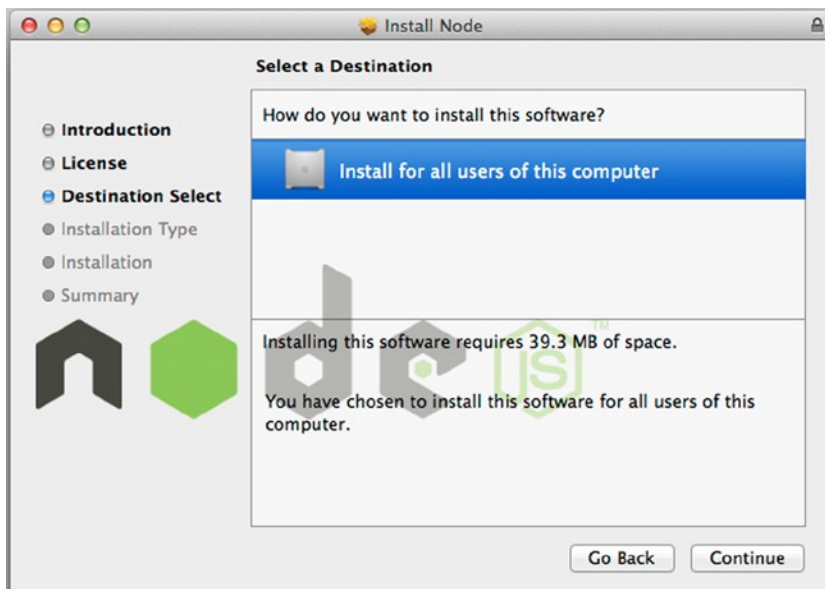 Install Node
Select a Destination
Introduction
License
Destination Select
Installation Type
Installation
Summary
How do you want to install this software?
Install for all users of this computer
Installing this software requires 39.3 MB of space.
You have chosen to install this software for all users of this
computer.
node JS™
Go Back
Continue